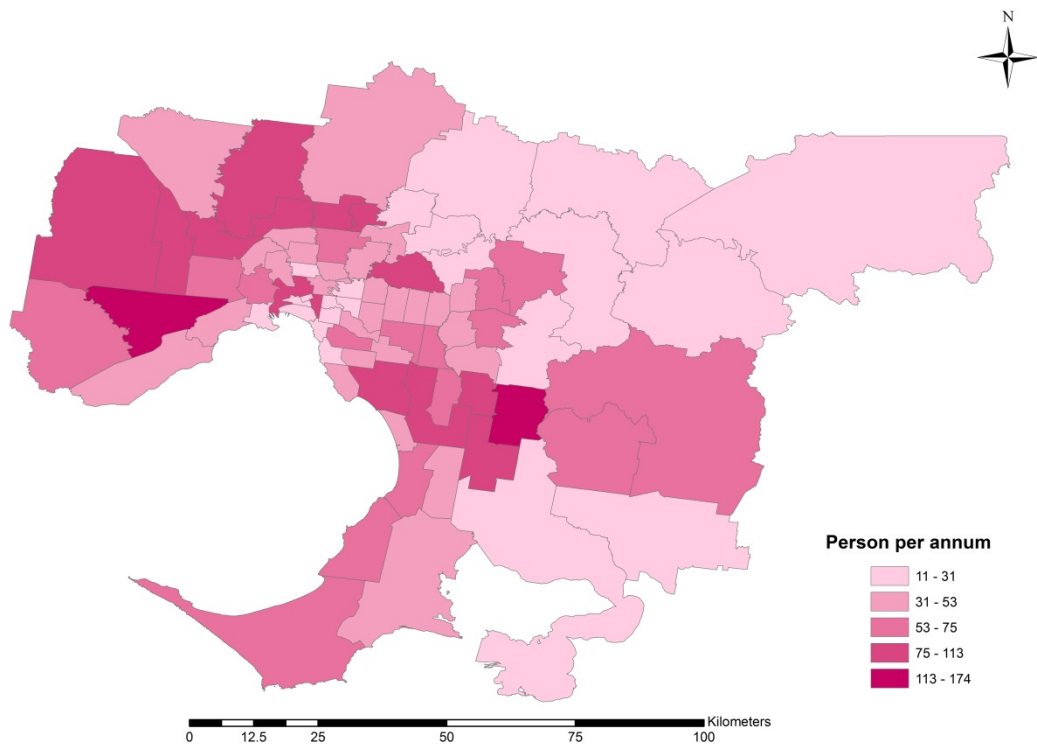 N
Person per annum
11 - 31
31 - 53
53 - 75
75 - 113
113 - 174
Kilometers
0 12.5 25 50 75 100